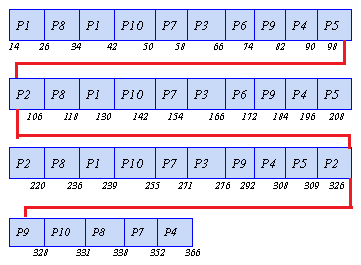 P1 P8 P1 P10 P7 P3 P6 P9 P4 P5
14 26 34 42 50 58 66 74 82 90 98
P2 P8 P1 P10 P7 P3 P6 P9 P4 P5
106 118 130 142 154 166 172 184 196 208
P2 P8 P1 P10 P7 P3 P9 P4 P5 P2
220 236 239 255 271 276 292 308 309 326
P9 P10 P8 P7 P4
328 331 338 352 366